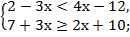 2 − 3x < 4x − 12,
7 + 3x ≥ 2x + 10;